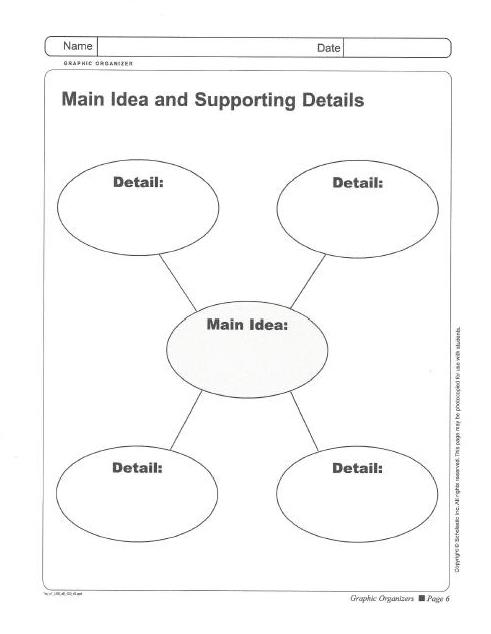 Name
Date
GRAPHIC ORGANIZER
Main Idea and Supporting Details
Detail:
Detail:
Main Idea:
Detail:
Detail:
Copyright © Scholastic Inc. All rights reserved. This page may be photocopied for use with students.
Graphic Organizers ■ Page 6